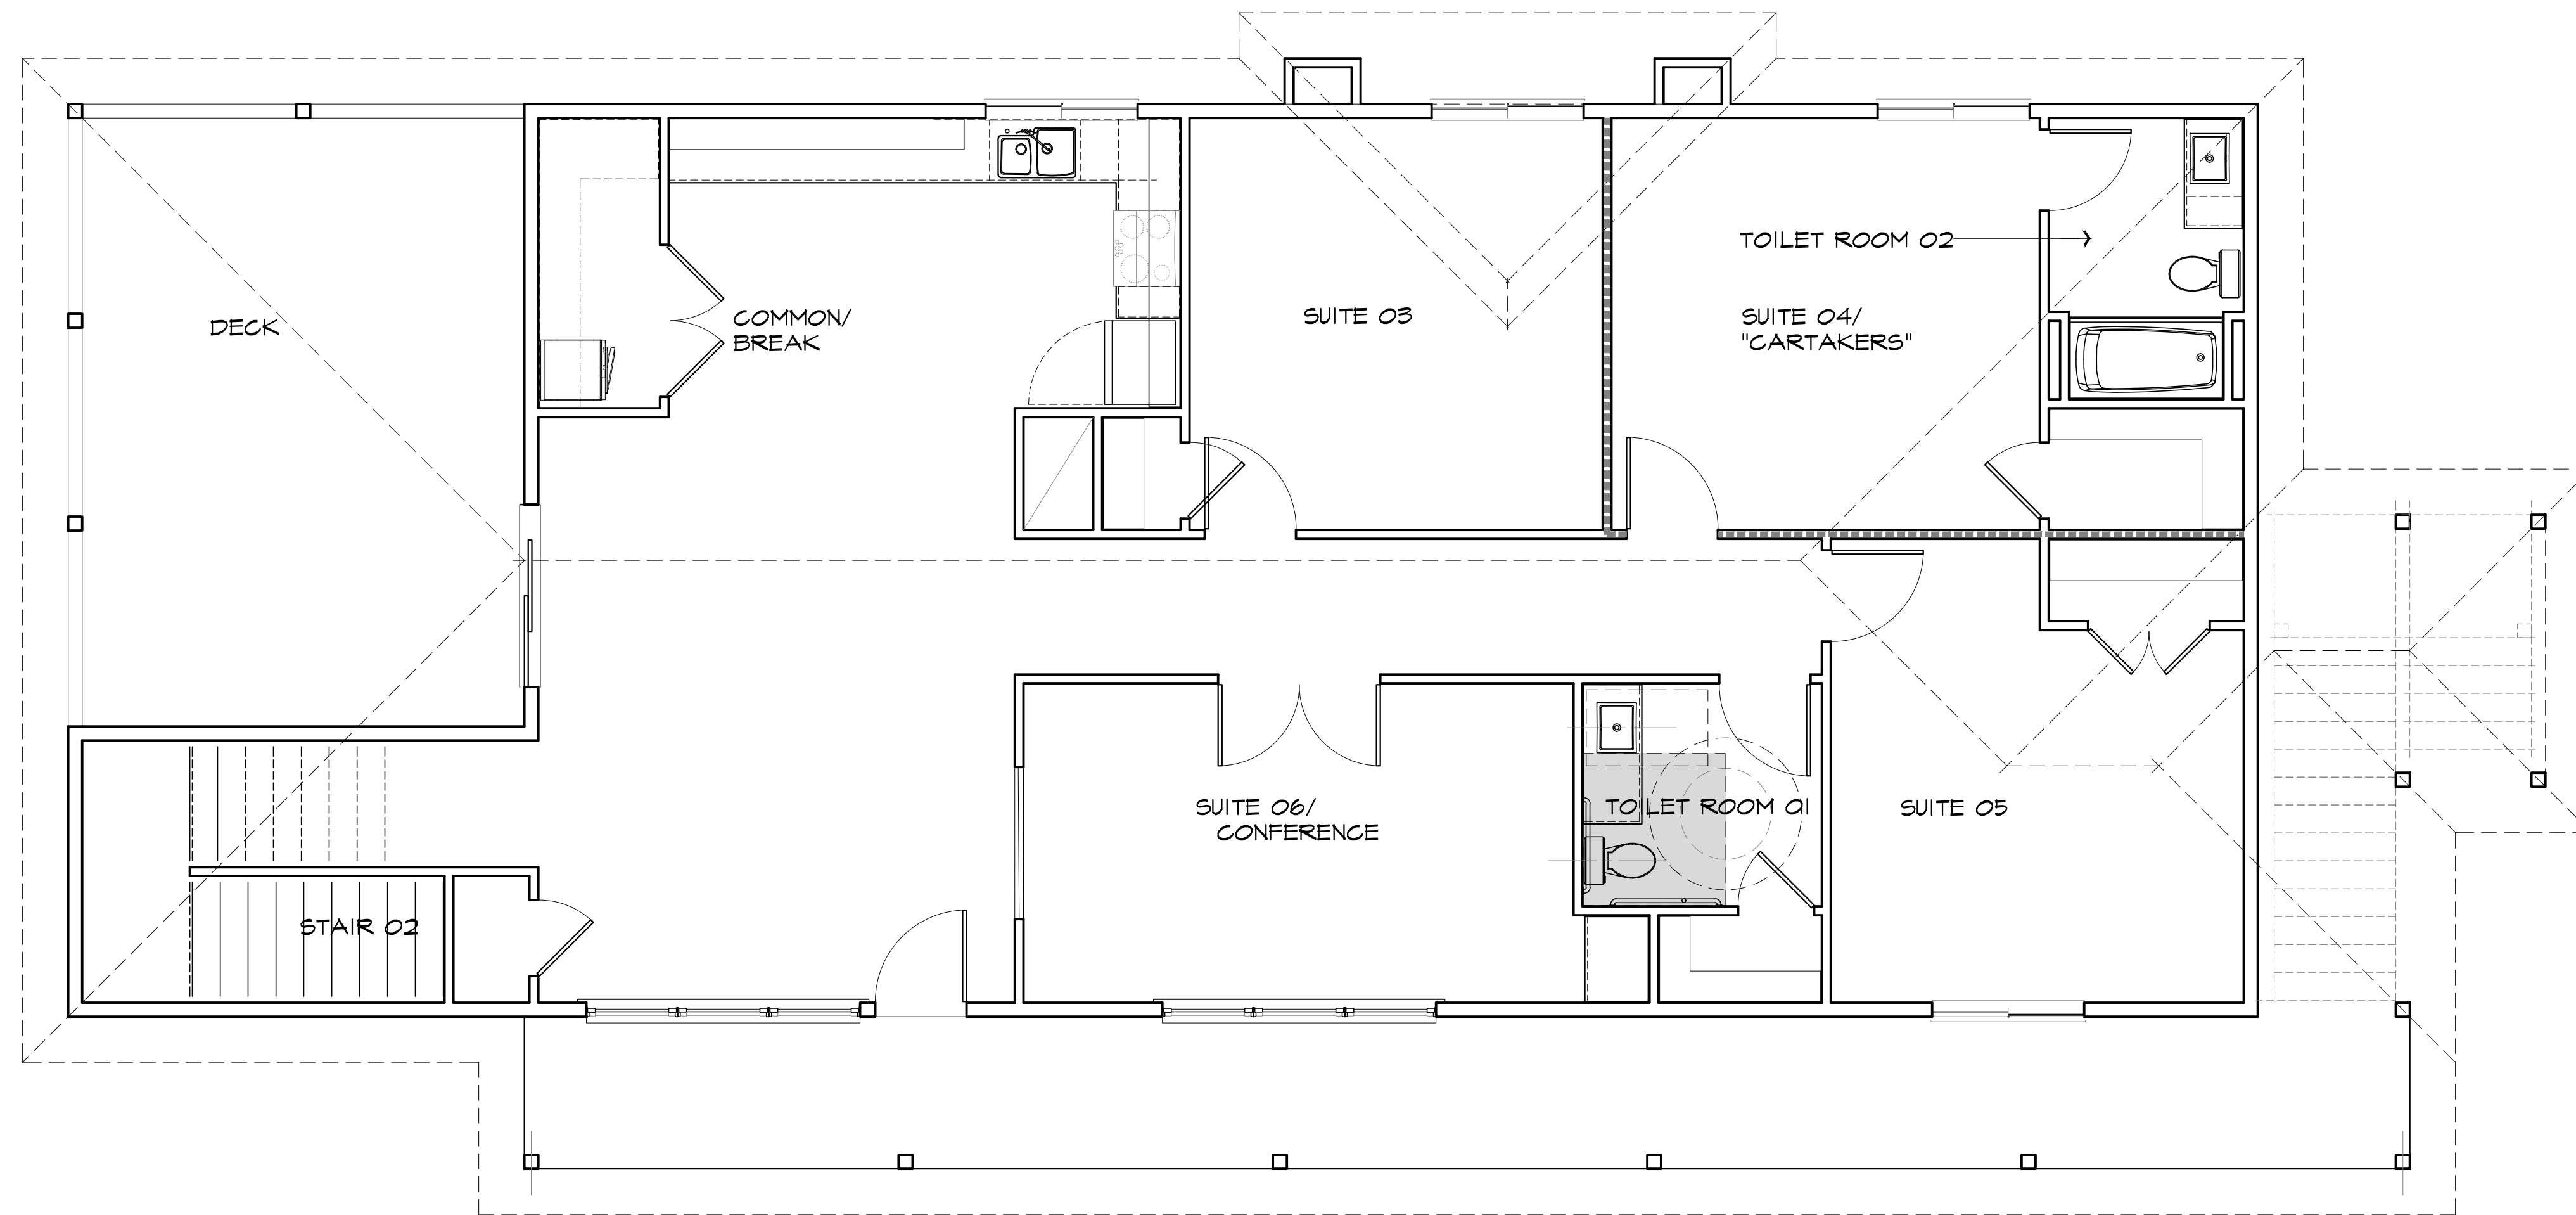 TOILET ROOM 02
DECK
COMMON/
BREAK
SUITE 03
SUITE 04/
"CARTAKERS"
SUITE 06/
CONFERENCE
TOILET ROOM 01
SUITE 05
STAIR 02